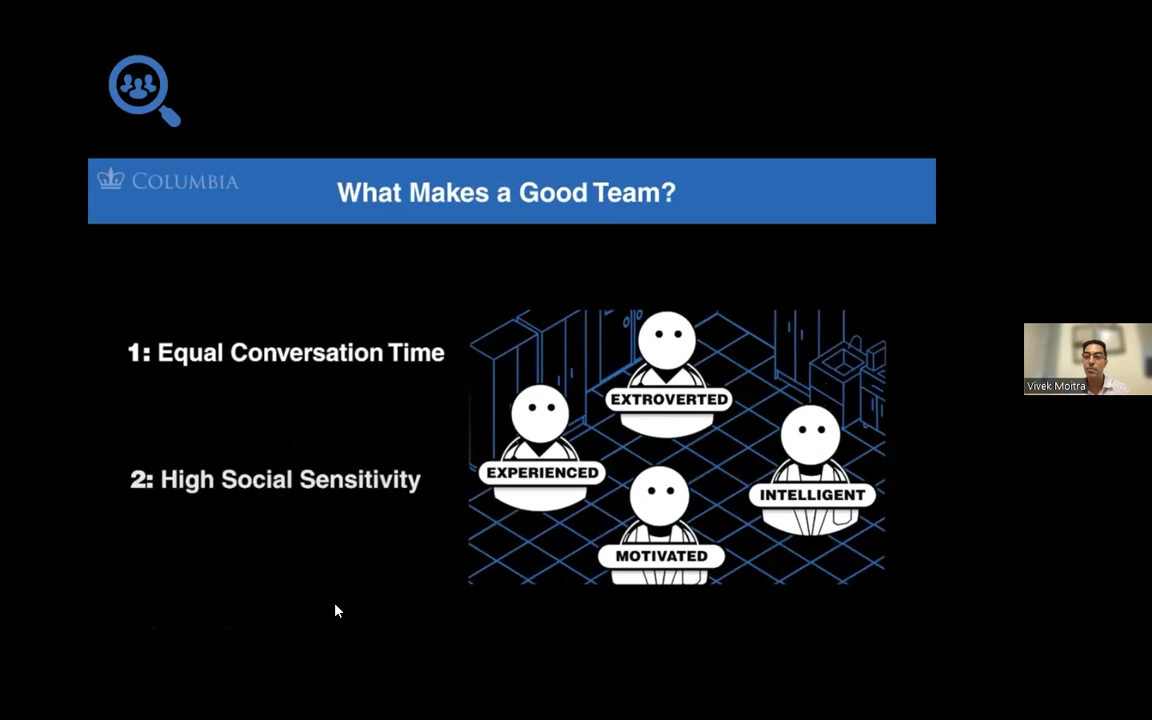 COLUMBIA
What Makes a Good Team?
1: Equal Conversation Time
2: High Social Sensitivity
EXTROVERTED
EXPERIENCED
INTELLIGENT
MOTIVATED
Vivek Moitra